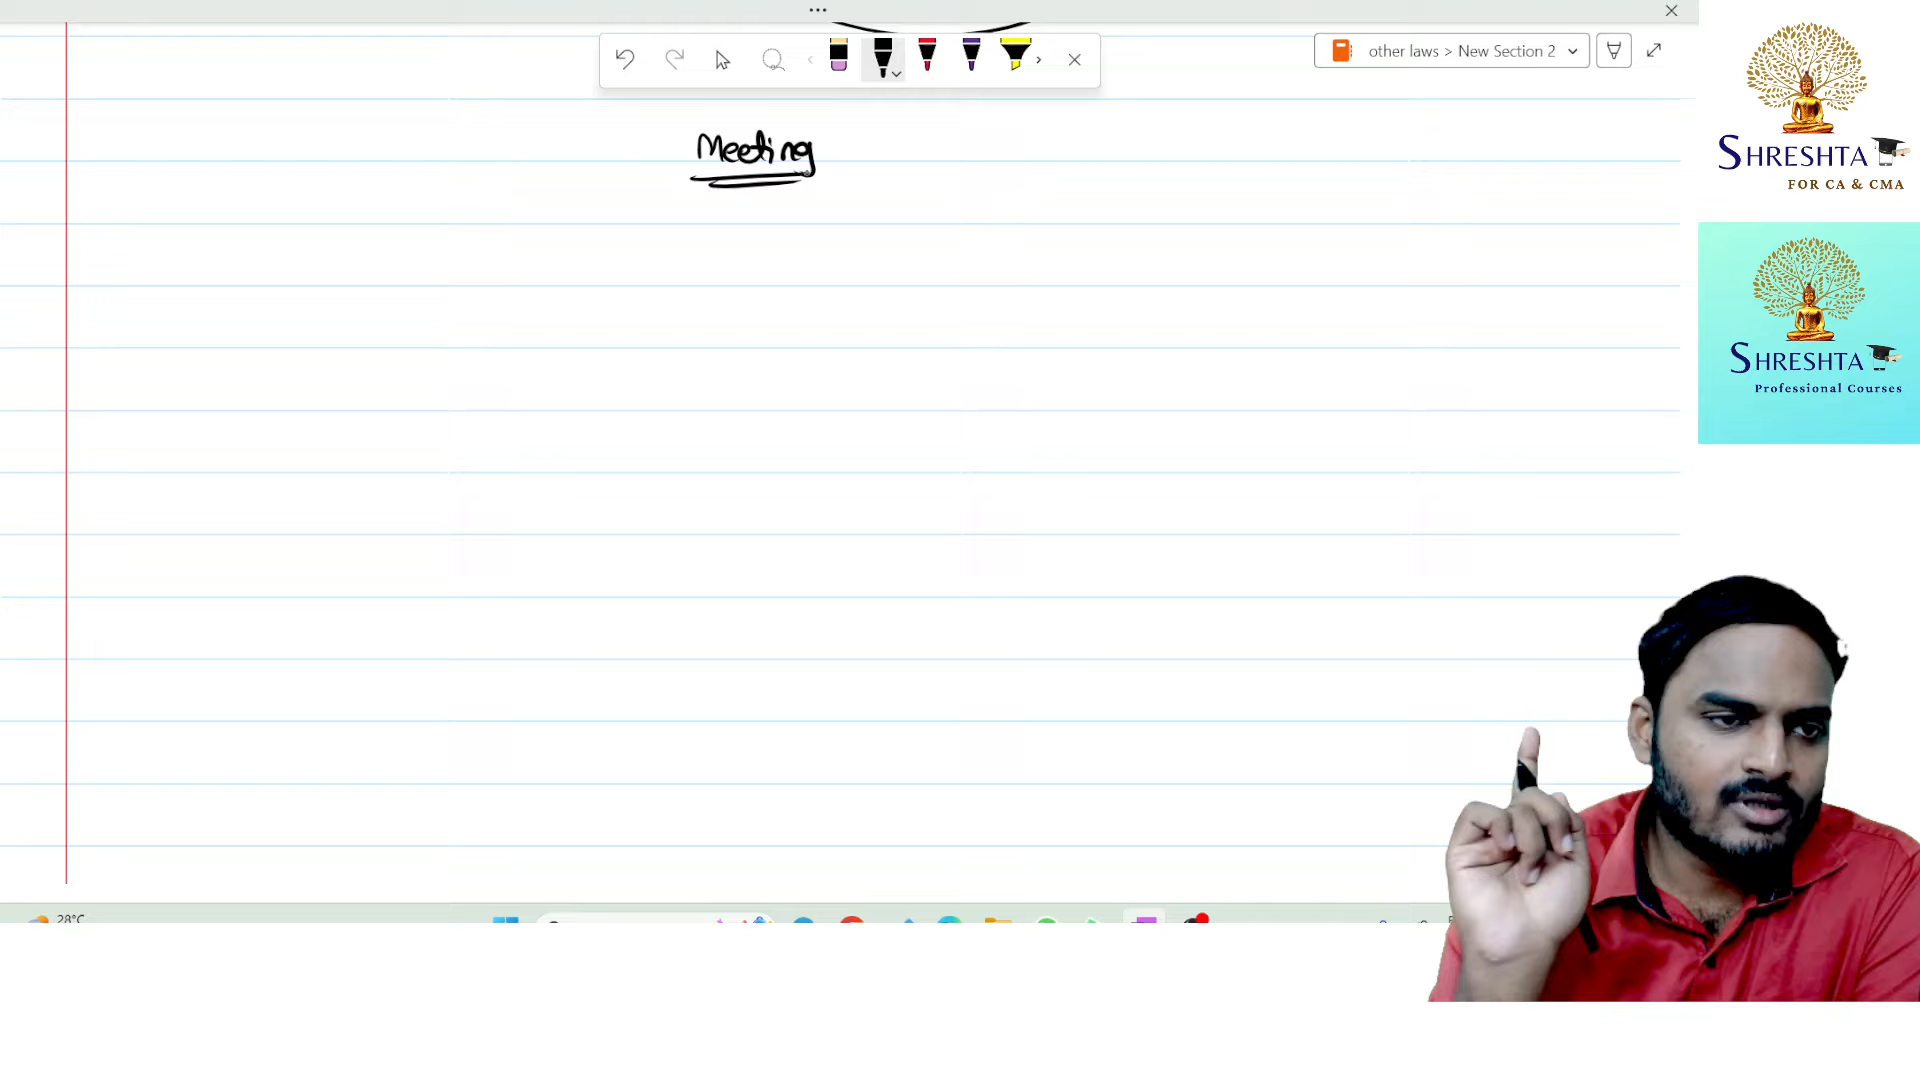 other laws > New Section 2
Meeting
SHRESHTA
FOR CA & CMA
SHRESHTA
Professional Courses
28°C